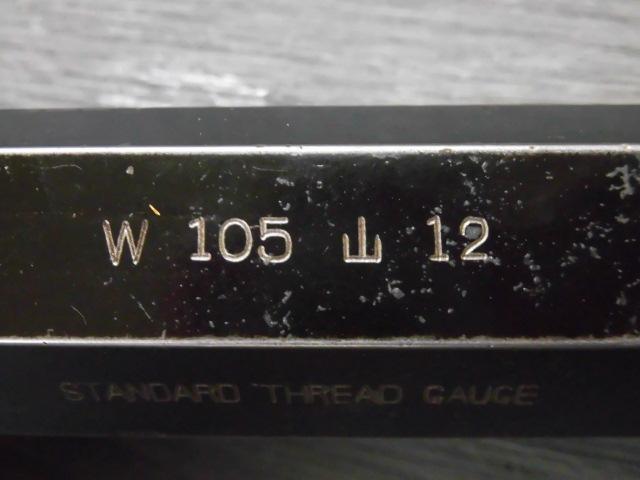 W 105 山 12
STANDARD THREAD GAUGE